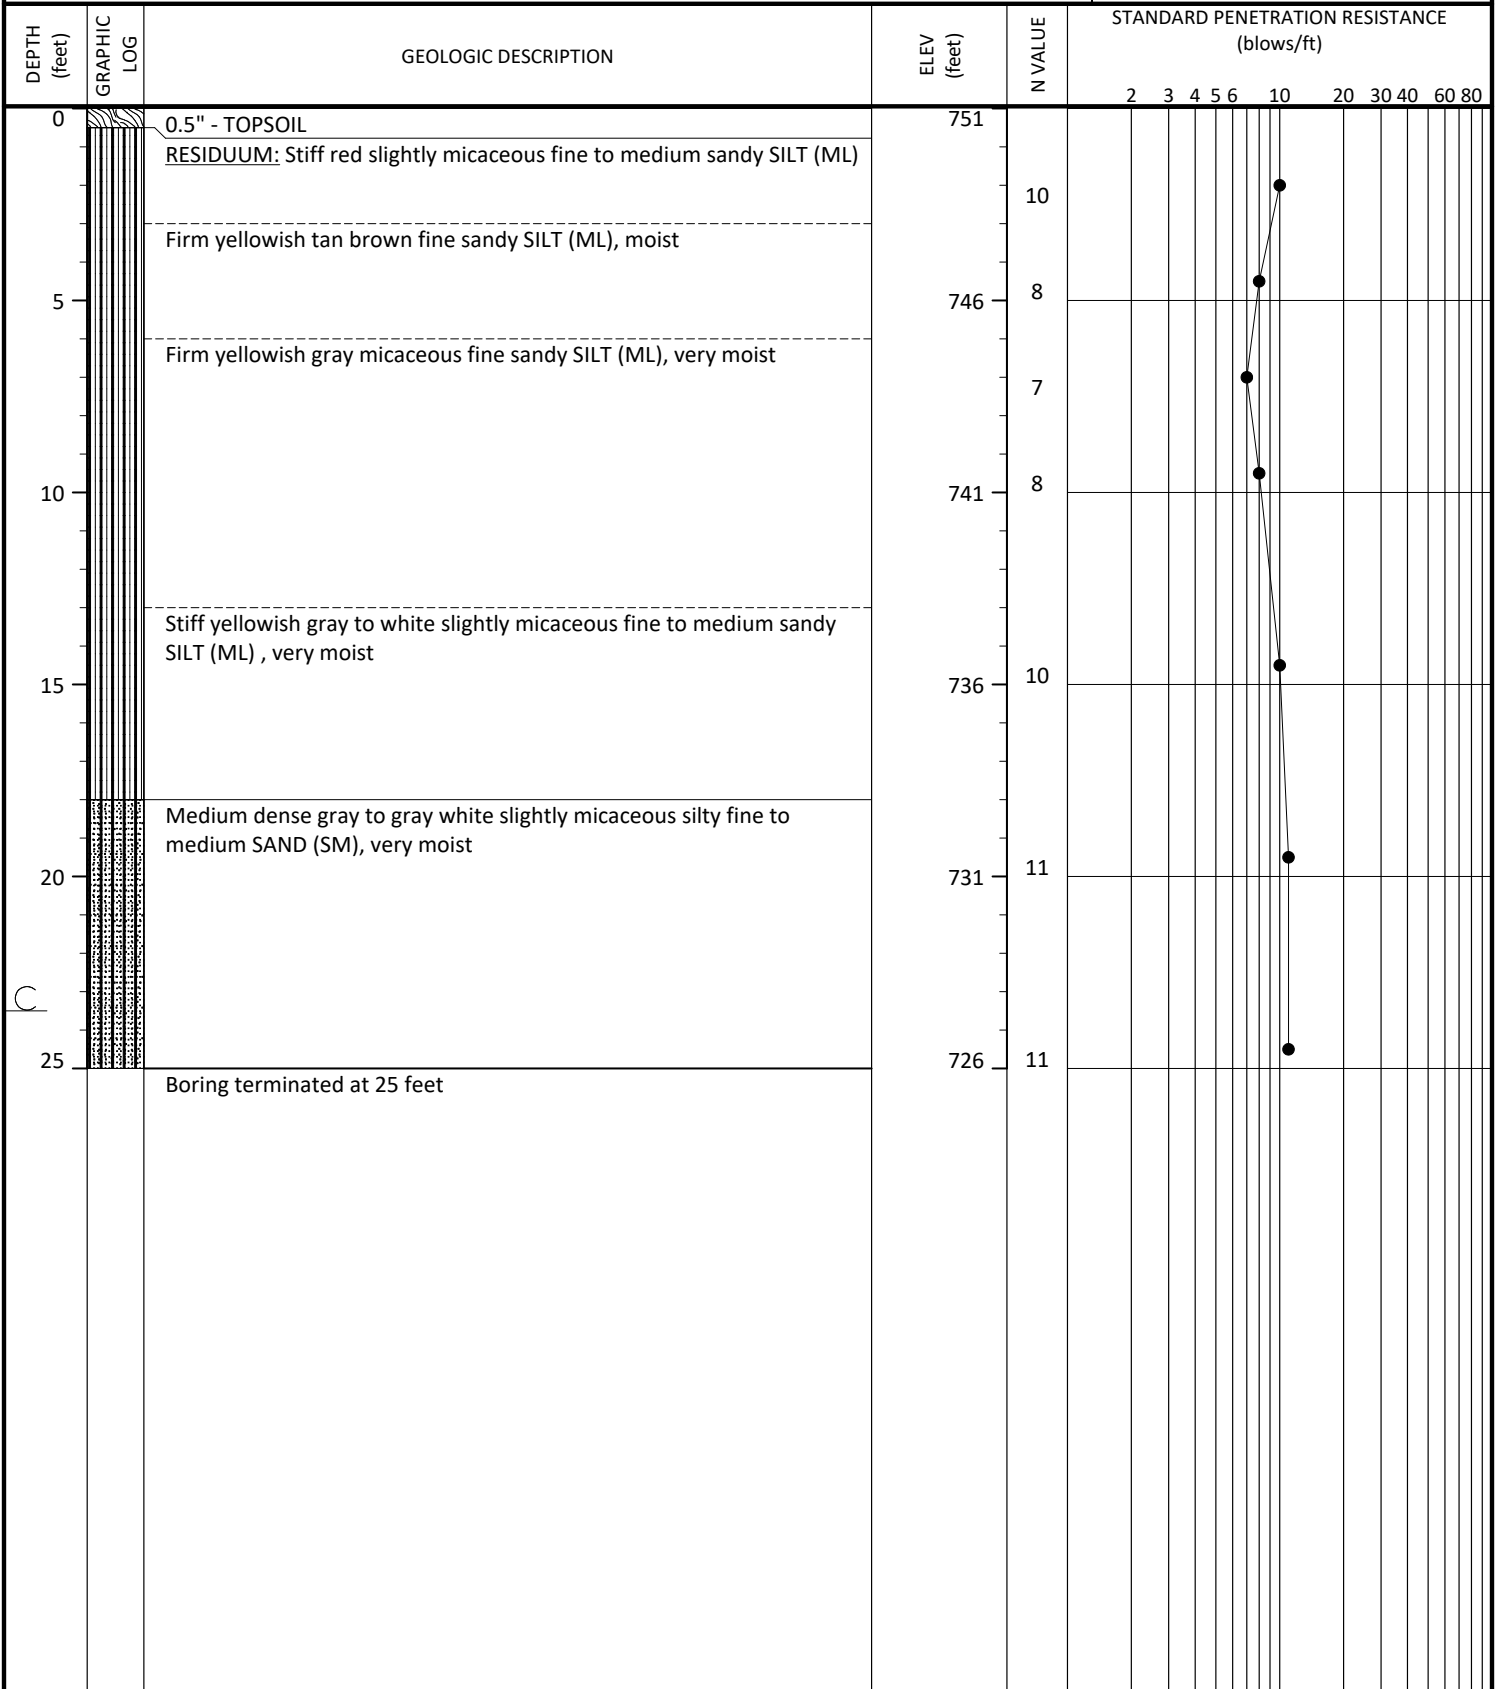 STANDARD PENETRATION RESISTANCE
(blows/ft)
DEPTH
(feet)
GRAPHIC
LOG
GEOLOGIC DESCRIPTION
ELEV
(feet)
N VALUE
2 3 4 5 6 10 20 30 40 60 80
0
0.5" - TOPSOIL
751
RESIDUUM: Stiff red slightly micaceous fine to medium sandy SILT (ML)
10
Firm yellowish tan brown fine sandy SILT (ML), moist
5
746
8
Firm yellowish gray micaceous fine sandy SILT (ML), very moist
7
10
741
8
Stiff yellowish gray to white slightly micaceous fine to medium sandy
SILT (ML) , very moist
15
736
10
Medium dense gray to gray white slightly micaceous silty fine to
medium SAND (SM), very moist
20
731
11
C
25
726
11
Boring terminated at 25 feet